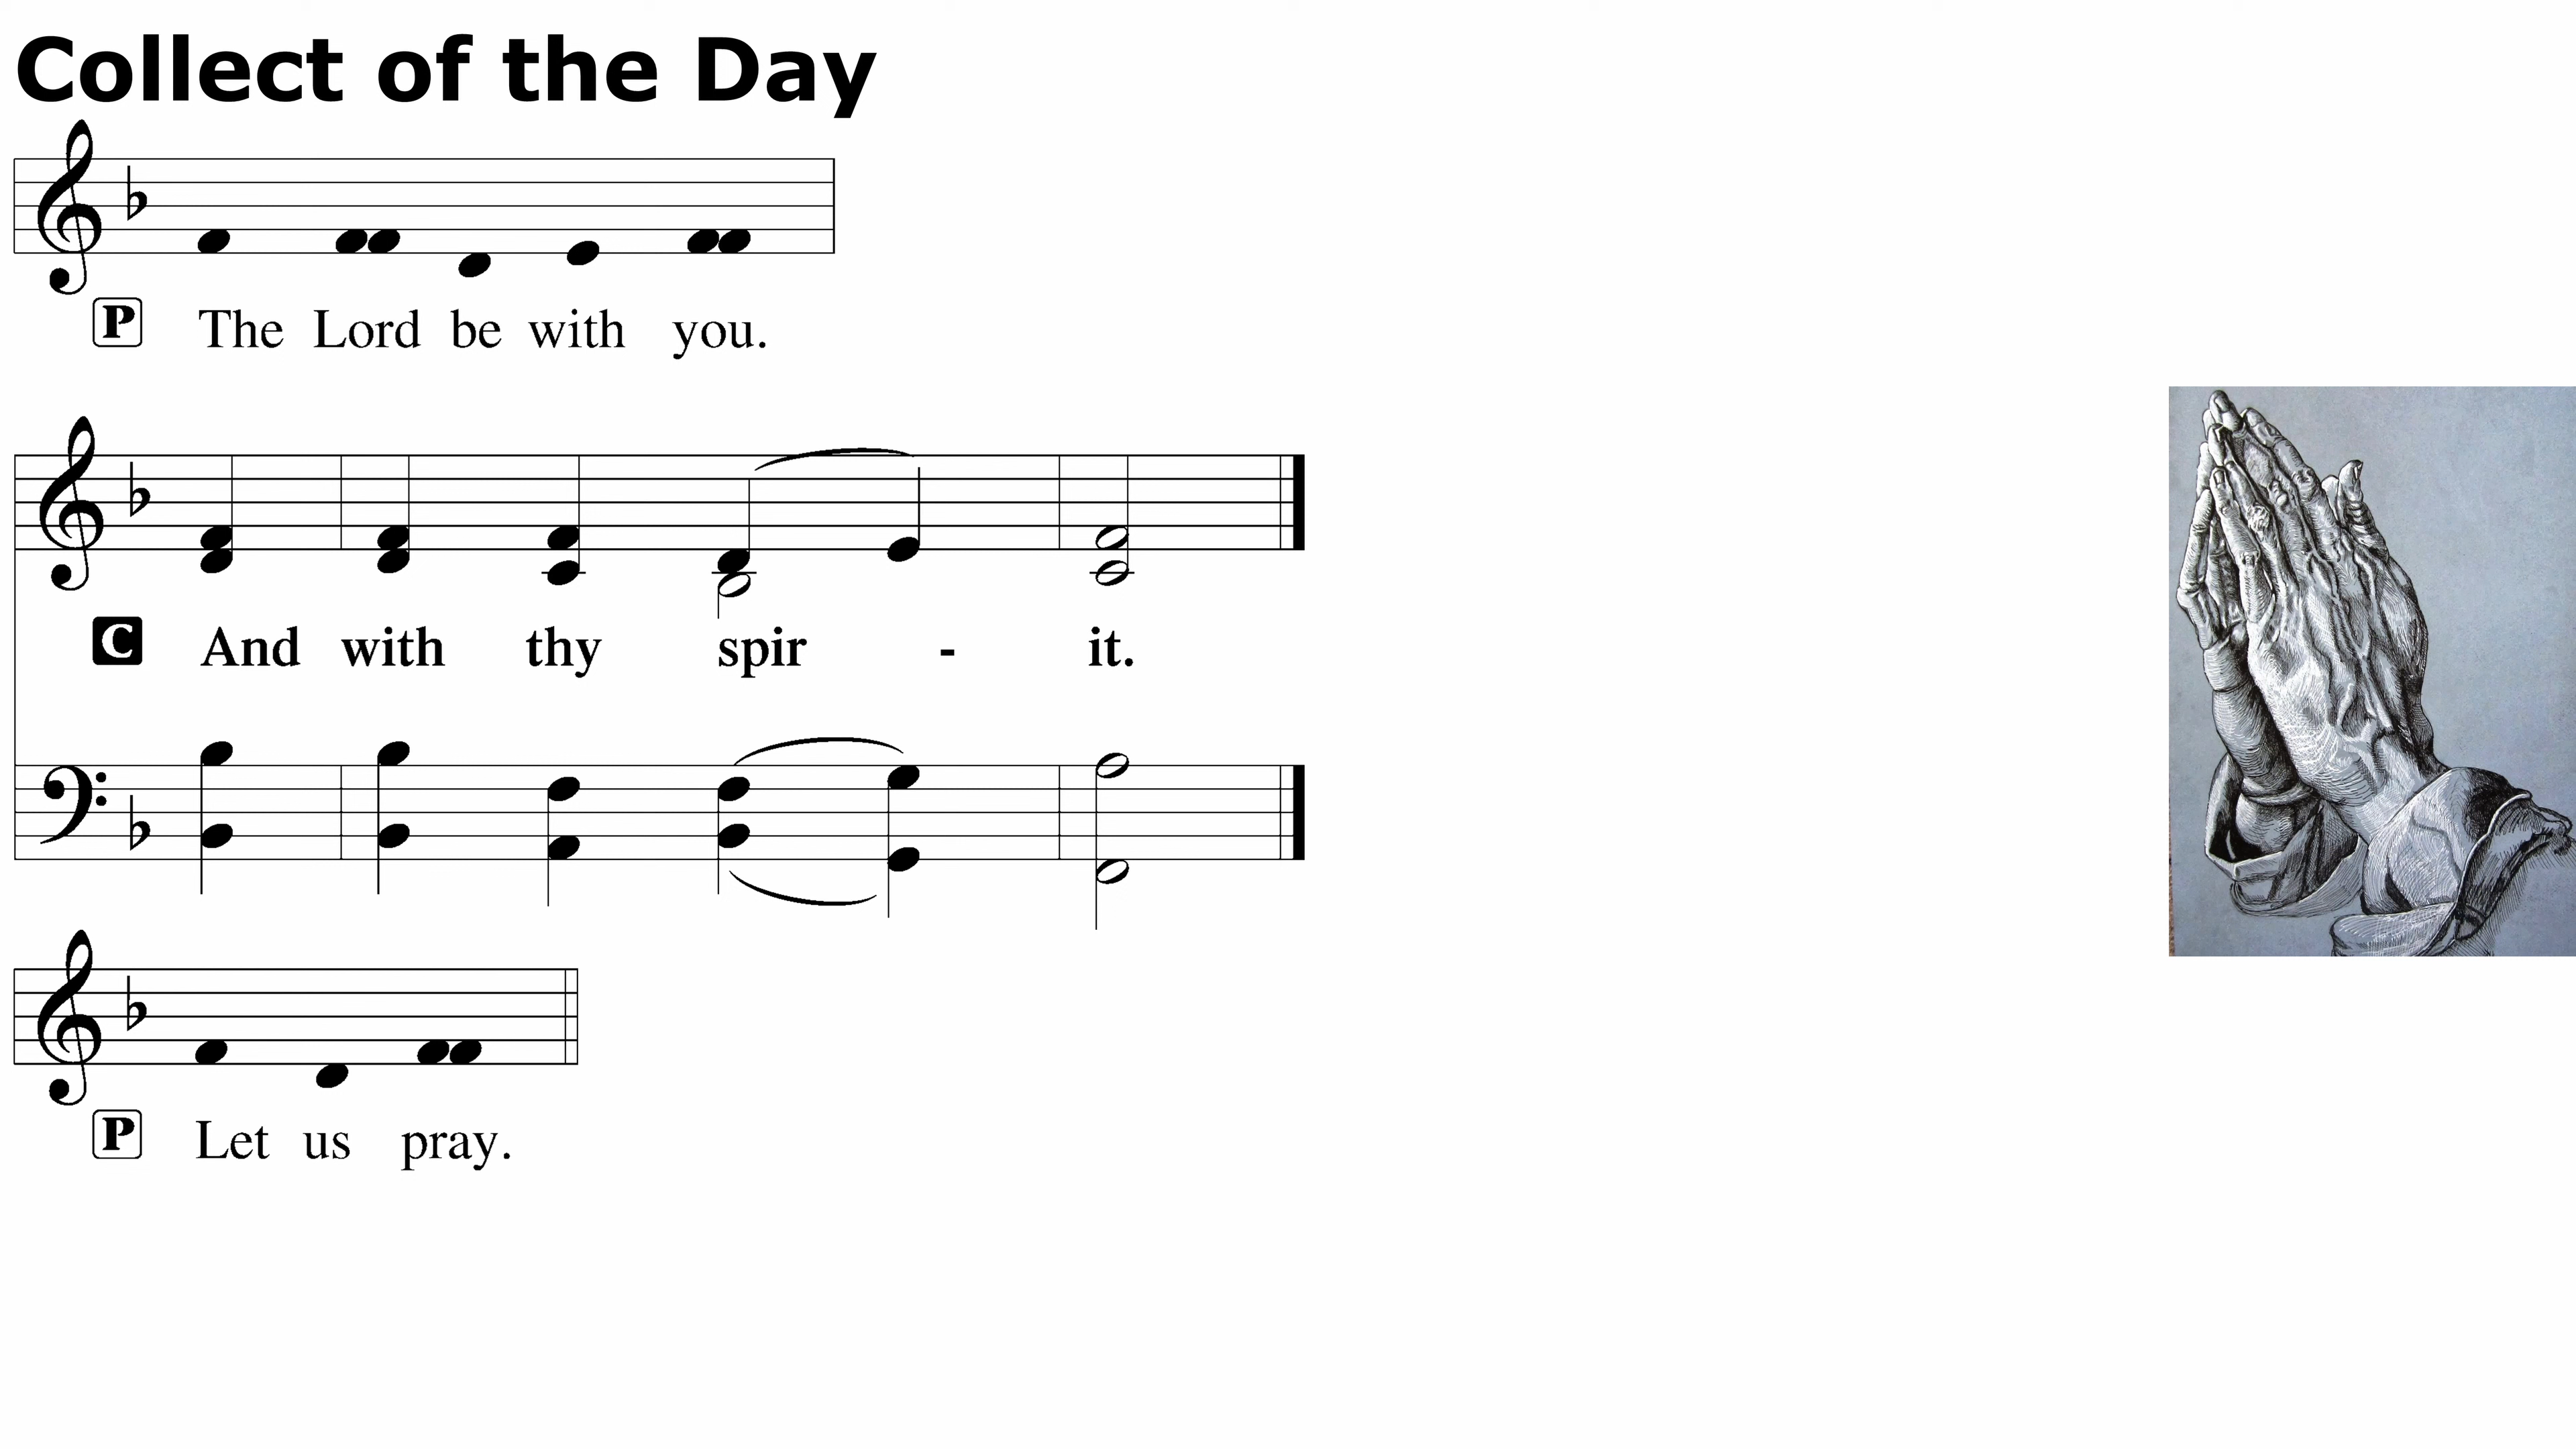 Collect of the Day
P The Lord be with you.
C And with thy spir - it.
P Let us pray.